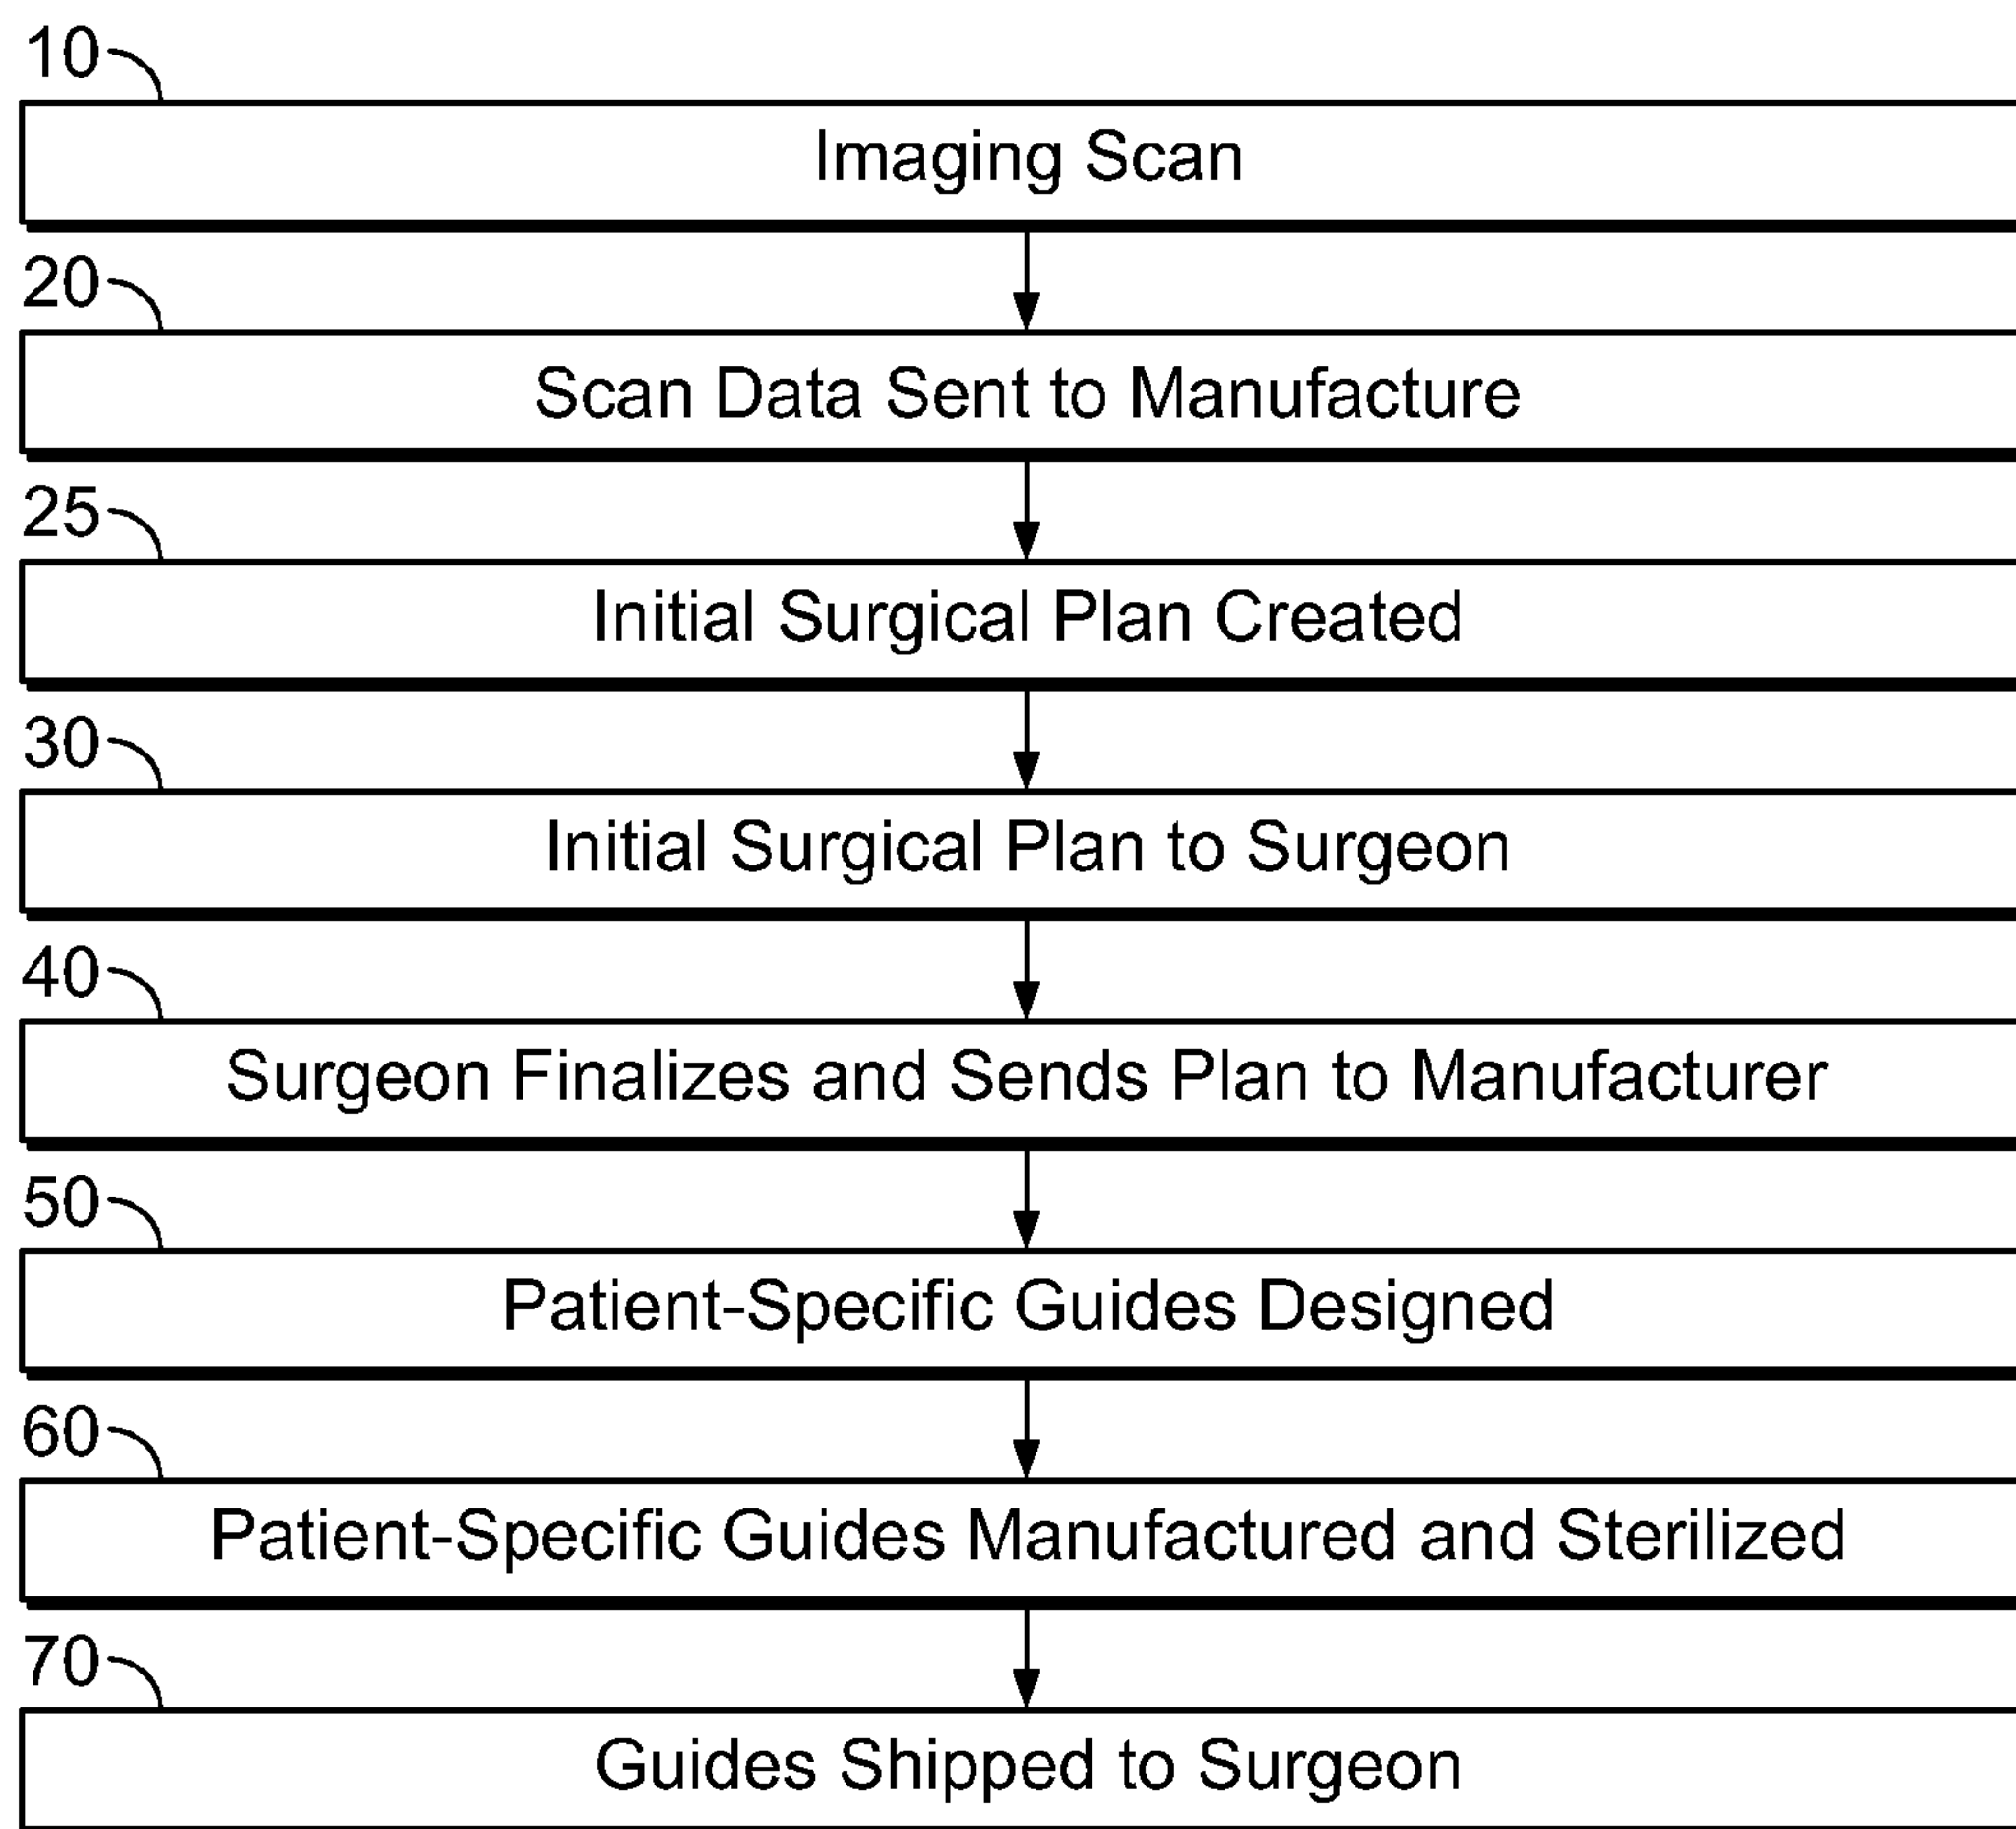 10
Imaging Scan
20
Scan Data Sent to Manufacture
25
Initial Surgical Plan Created
30
Initial Surgical Plan to Surgeon
40
Surgeon Finalizes and Sends Plan to Manufacturer
50
Patient-Specific Guides Designed
60
Patient-Specific Guides Manufactured and Sterilized
70
Guides Shipped to Surgeon